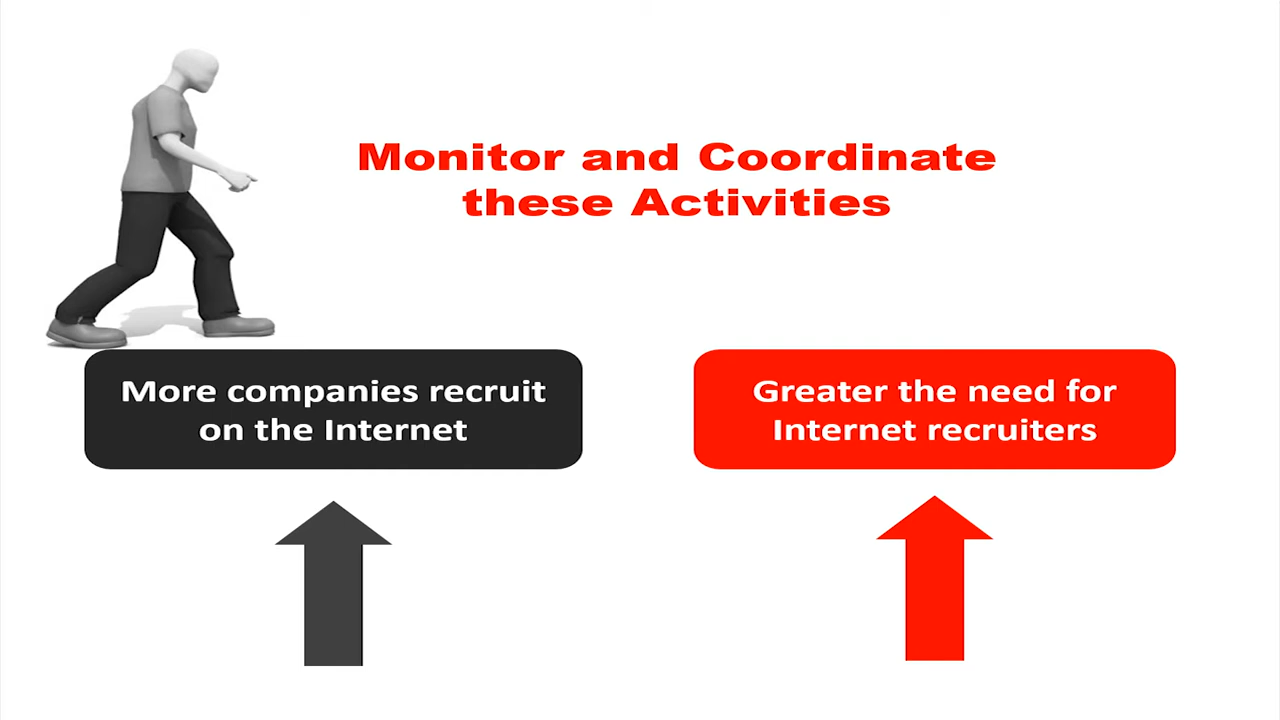 Monitor and Coordinate
these Activities
More companies recruit
on the Internet
Greater the need for
Internet recruiters